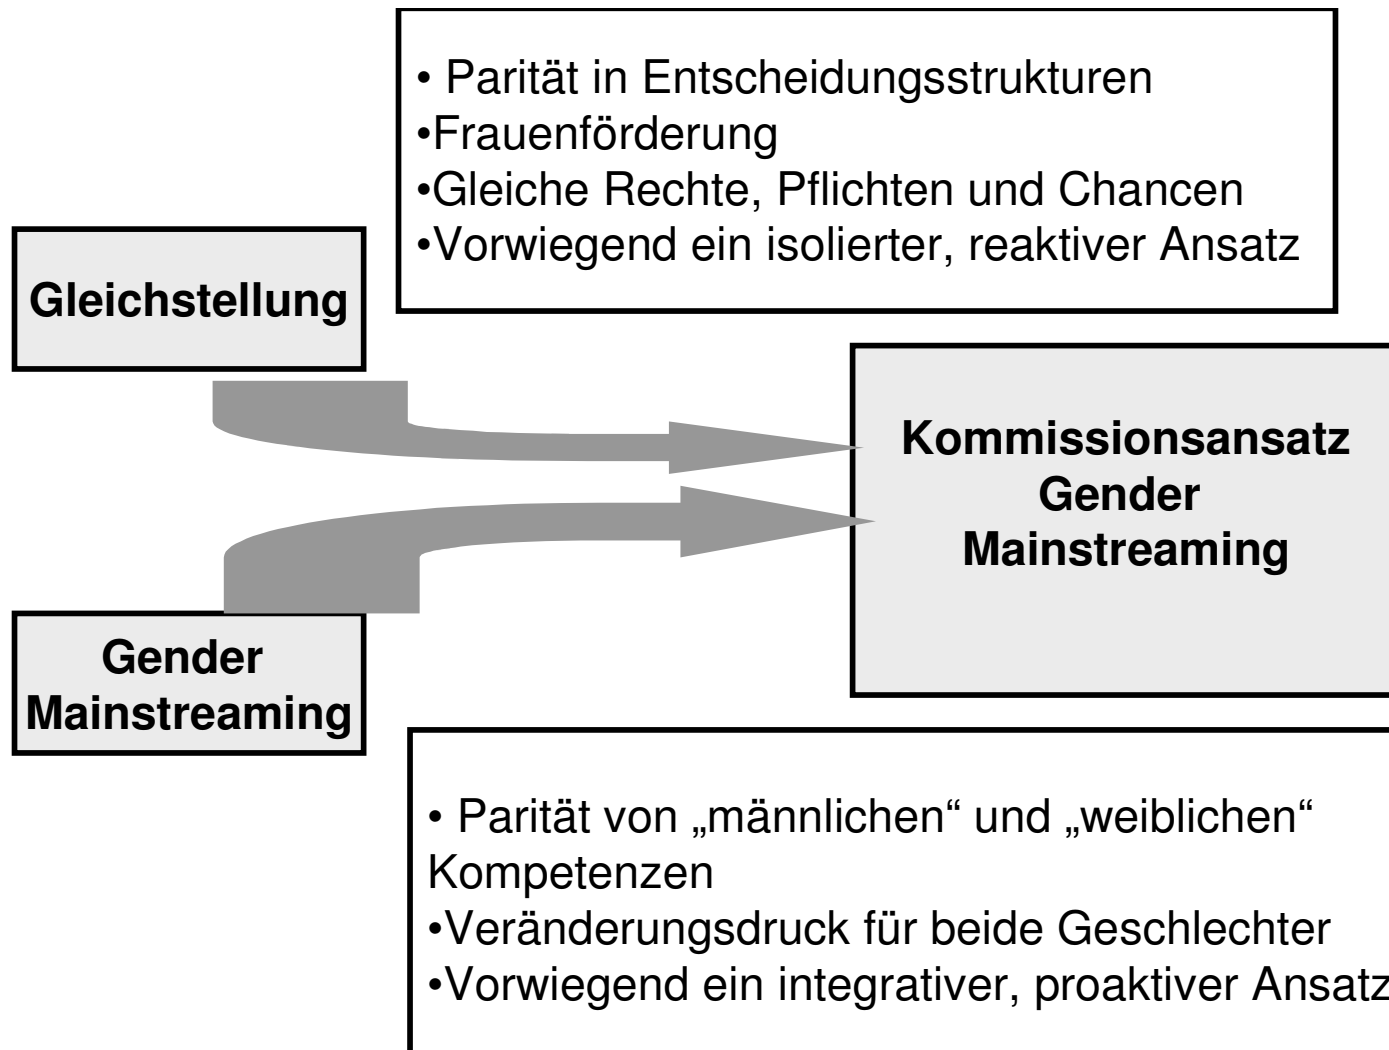 • Parität in Entscheidungsstrukturen
•Frauenförderung
•Gleiche Rechte, Pflichten und Chancen
•Vorwiegend ein isolierter, reaktiver Ansatz
Gleichstellung
Kommissionsansatz
Gender
Mainstreaming
Gender
Mainstreaming
• Parität von „männlichen“ und „weiblichen“
Kompetenzen
•Veränderungsdruck für beide Geschlechter
•Vorwiegend ein integrativer, proaktiver Ansatz